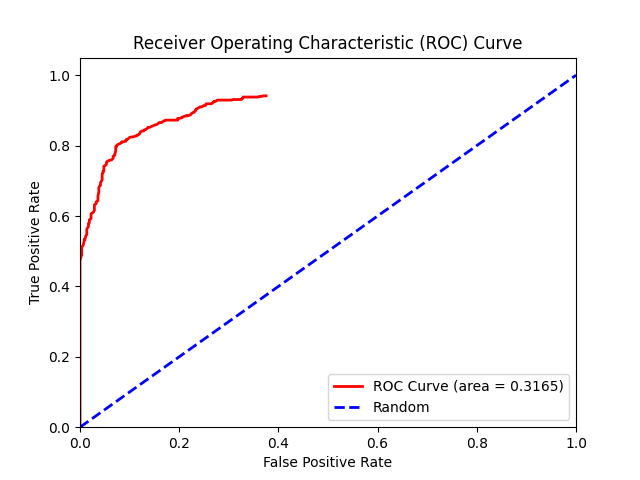 Receiver Operating Characteristic (ROC) Curve
1.0
0.8
0.6
0.4
0.2
0.0
True Positive Rate
ROC Curve (area = 0.3165)
Random
0.0 0.2 0.4 0.6 0.8 1.0
False Positive Rate